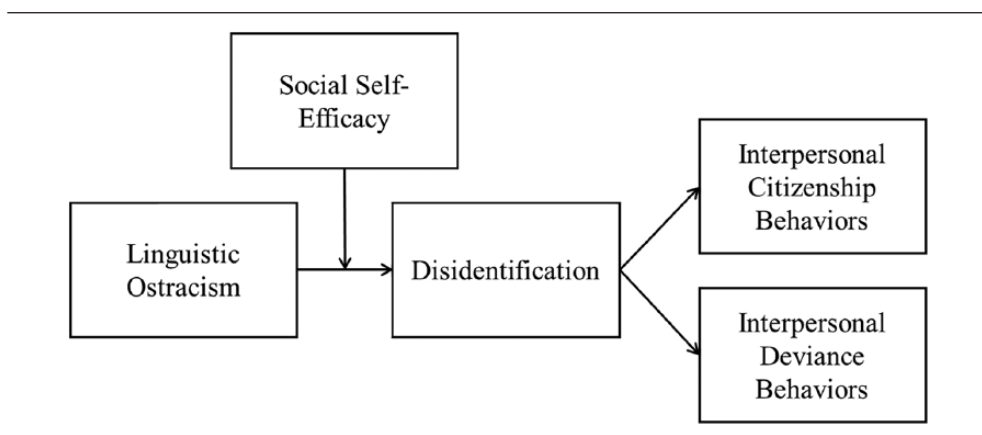 Social Self-
Efficacy
Linguistic
Ostracism
Disidentification
Interpersonal
Citizenship
Behaviors
Interpersonal
Deviance
Behaviors